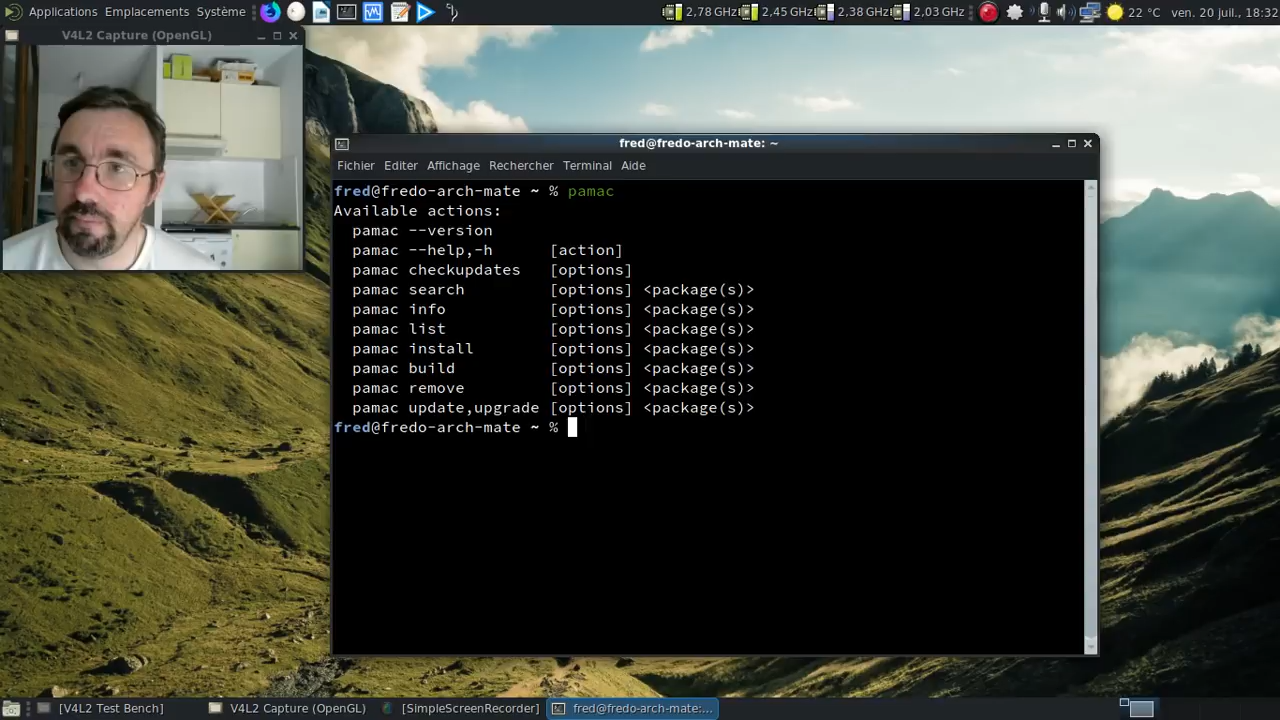 Applications Emplacements Système
2,78 GHz 2,45 GHz 2,38 GHz 2,03 GHz 22 °C ven. 20 juil., 18:32
V4L2 Capture (OpenGL)
fred@fredo-arch-mate: ~
Fichier Editer Affichage Rechercher Terminal Aide
fred@fredo-arch-mate ~ % pamac
Available actions:
pamac --version
pamac --help,-h [action]
pamac checkupdates [options]
pamac search [options] <package(s)>
pamac info [options] <package(s)>
pamac list [options] <package(s)>
pamac install [options] <package(s)>
pamac build [options] <package(s)>
pamac remove [options] <package(s)>
pamac update,upgrade [options] <package(s)>
fred@fredo-arch-mate ~ %
[V4L2 Test Bench] V4L2 Capture (OpenGL) [SimpleScreenRecorder] fred@fredo-arch-mate:...